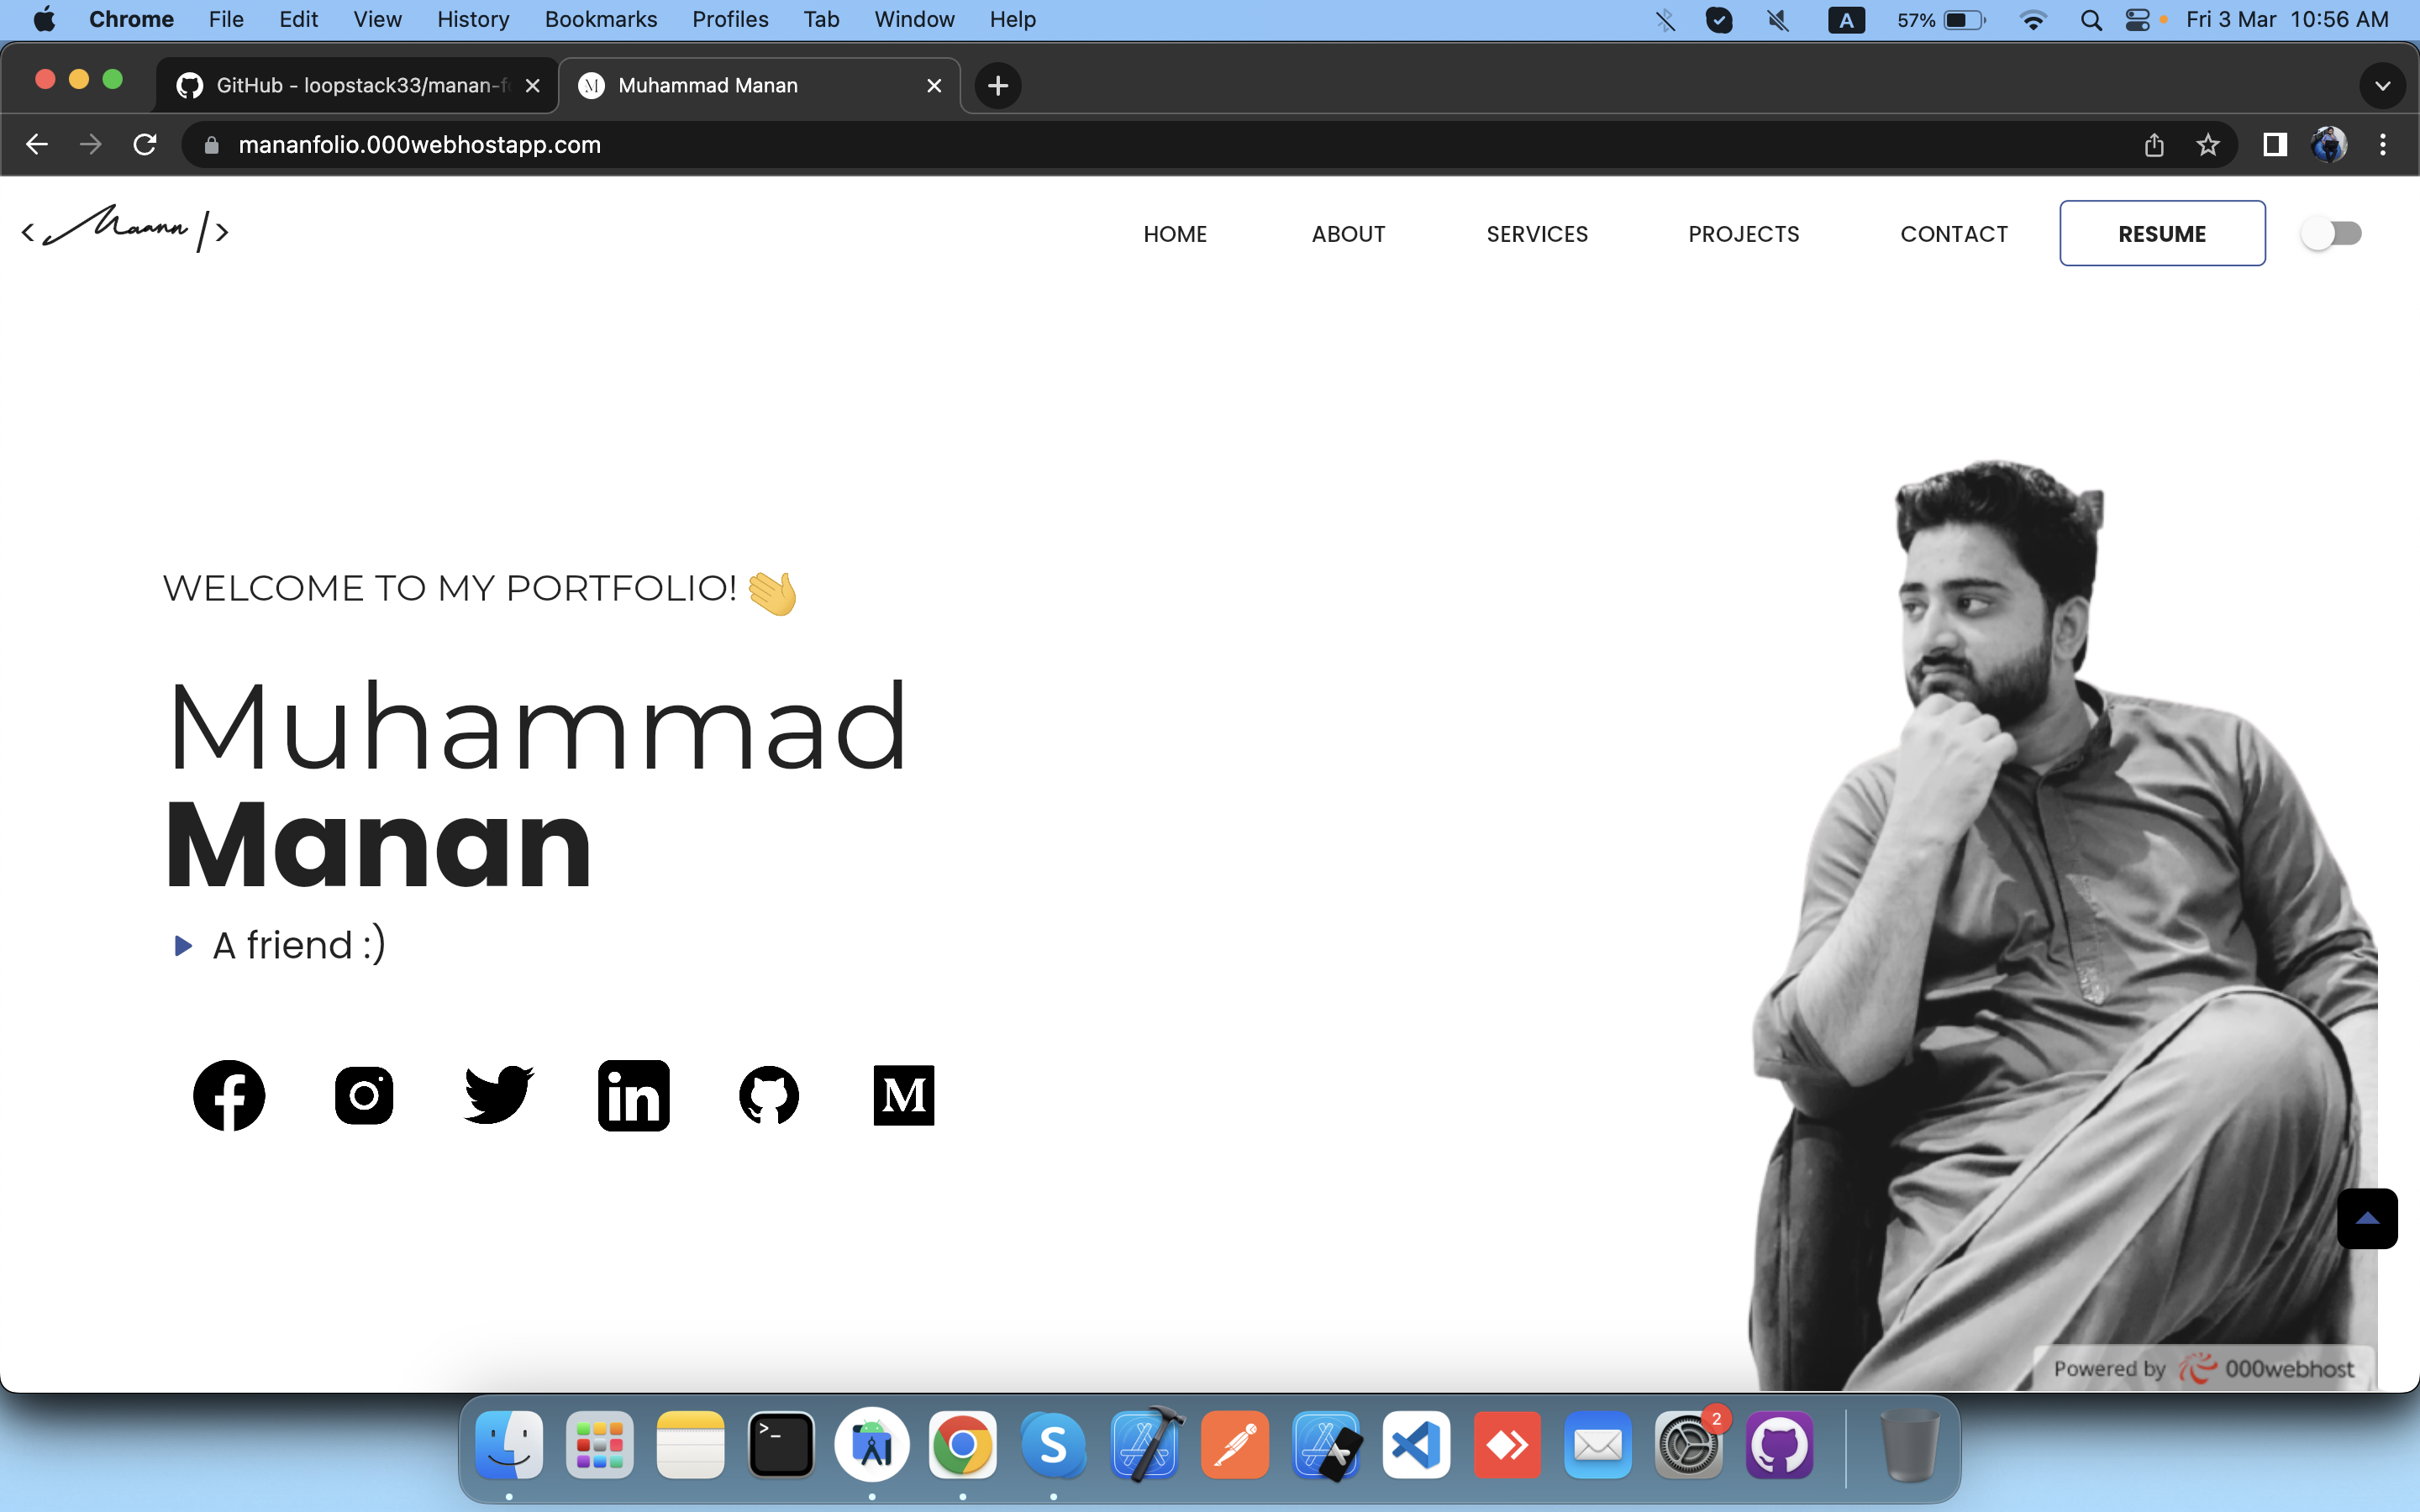 Chrome File Edit View History Bookmarks Profiles Tab Window Help A 57% Fri 3 Mar 10:56 AM
GitHub - loopstack33/manan-f Muhammad Manan
mananfolio.000webhostapp.com
< Maann /> HOME ABOUT SERVICES PROJECTS CONTACT RESUME
WELCOME TO MY PORTFOLIO! 👋
Muhammad
Manan
A friend :)
in M
Powered by 000webhost
>_ S 2